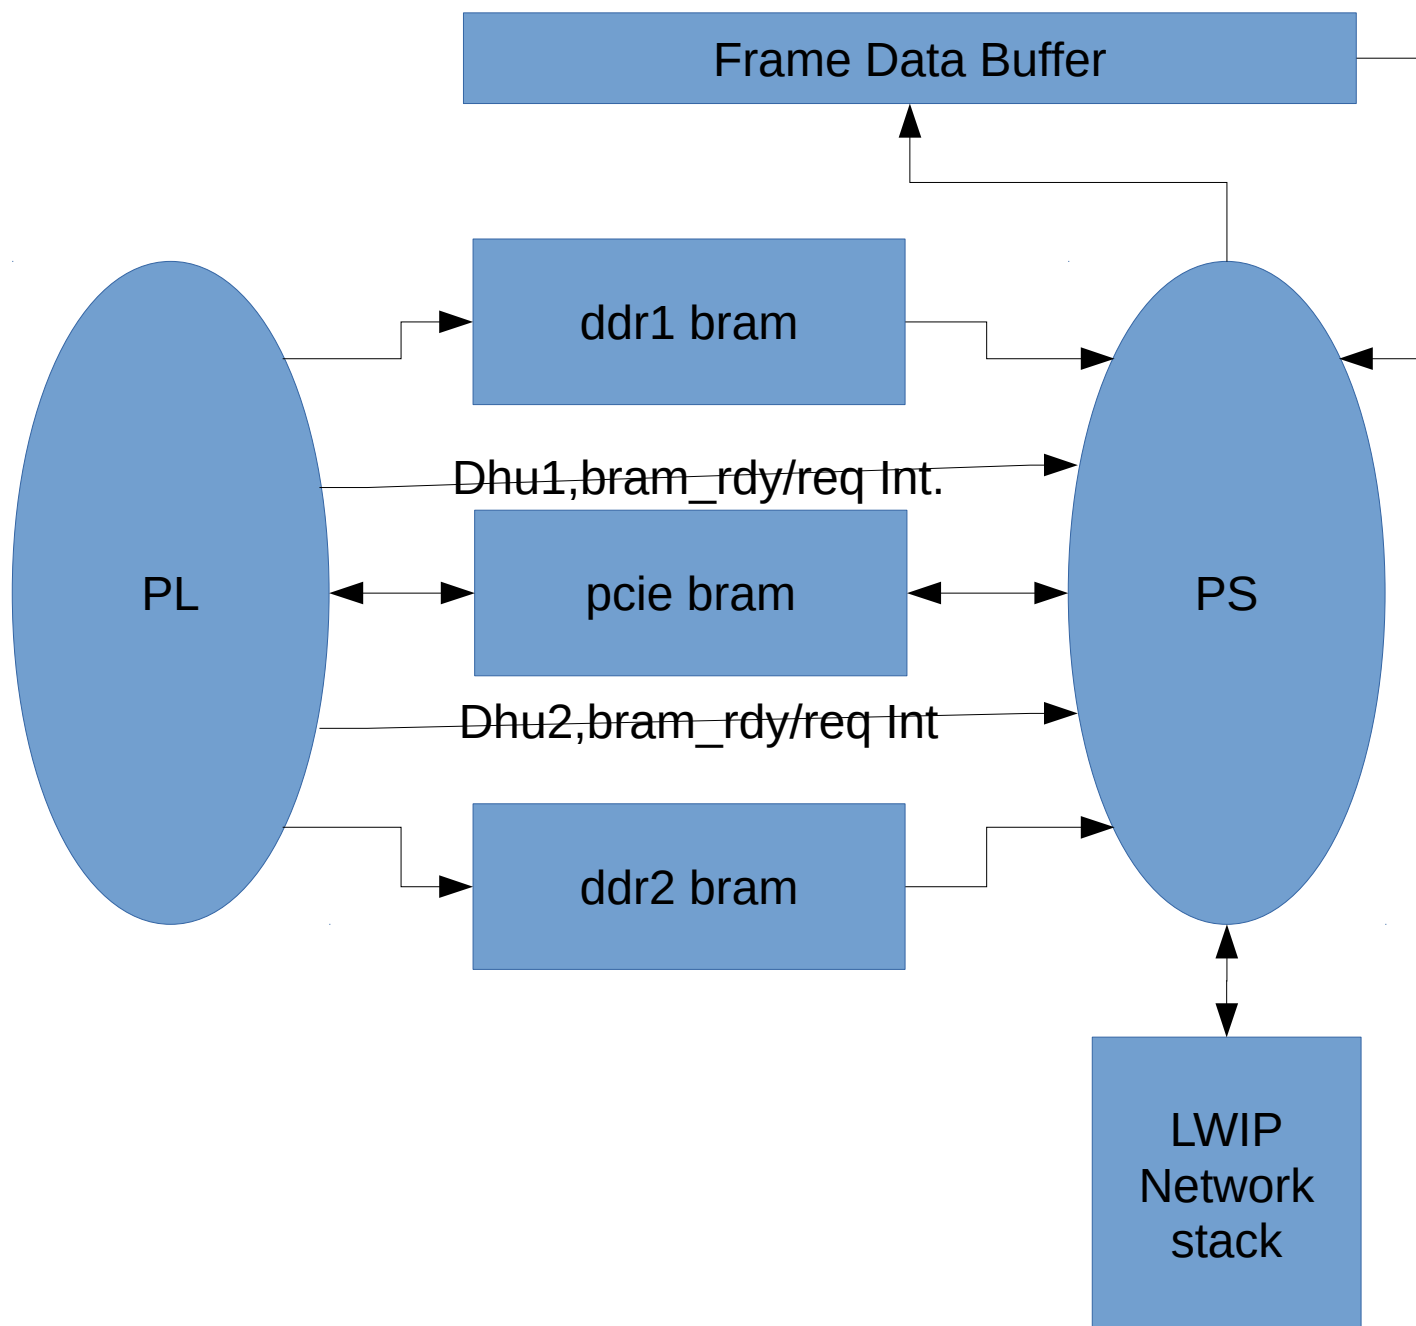 Frame Data Buffer
ddr1 bram
Dhu1,bram_rdy/req Int.
PL
pcie bram
PS
Dhu2,bram_rdy/req Int
ddr2 bram
LWIP
Network
stack